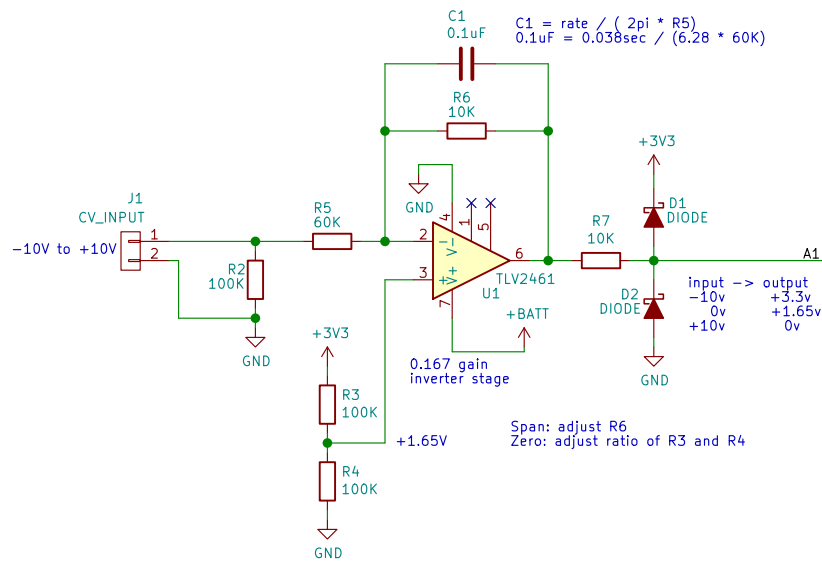 C1
0.1uF
C1 = rate / ( 2pi * R5)
0.1uF = 0.038sec / (6.28 * 60K)
R6
10K
+3V3
J1
CV_INPUT
-10V to +10V
1
2
R5
60K
R2
100K
GND
GND
4
1
5
2
3
6
7
V-
V+
-
+
TLV2461
U1
+BATT
R7
10K
D1
DIODE
D2
DIODE
A1
input -> output
-10v +3.3v
0v +1.65v
+10v 0v
GND
+3V3
0.167 gain
inverter stage
R3
100K
+1.65V
R4
100K
GND
Span: adjust R6
Zero: adjust ratio of R3 and R4